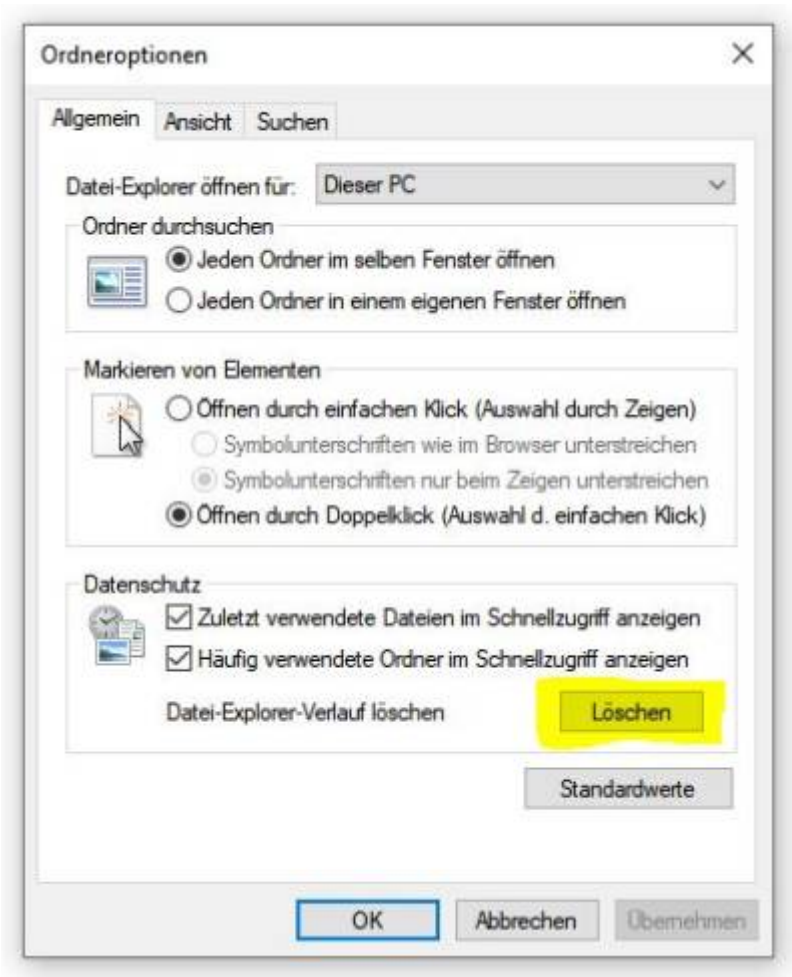 Ordneroptionen
Allgemein Ansicht Suchen
Datei-Explorer öffnen für: Dieser PC
Ordner durchsuchen
Jeden Ordner im selben Fenster öffnen
Jeden Ordner in einem eigenen Fenster öffnen
Markieren von Elementen
Öffnen durch einfachen Klick (Auswahl durch Zeigen)
Symbolunterschriften wie im Browser unterstreichen
Symbolunterschriften nur beim Zeigen unterstreichen
Öffnen durch Doppelklick (Auswahl d. einfachen Klick)
Datenschutz
Zuletzt verwendete Dateien im Schnellzugriff anzeigen
Häufig verwendete Ordner im Schnellzugriff anzeigen
Datei-Explorer-Verlauf löschen Löschen
Standardwerte
OK Abbrechen Übernehmen